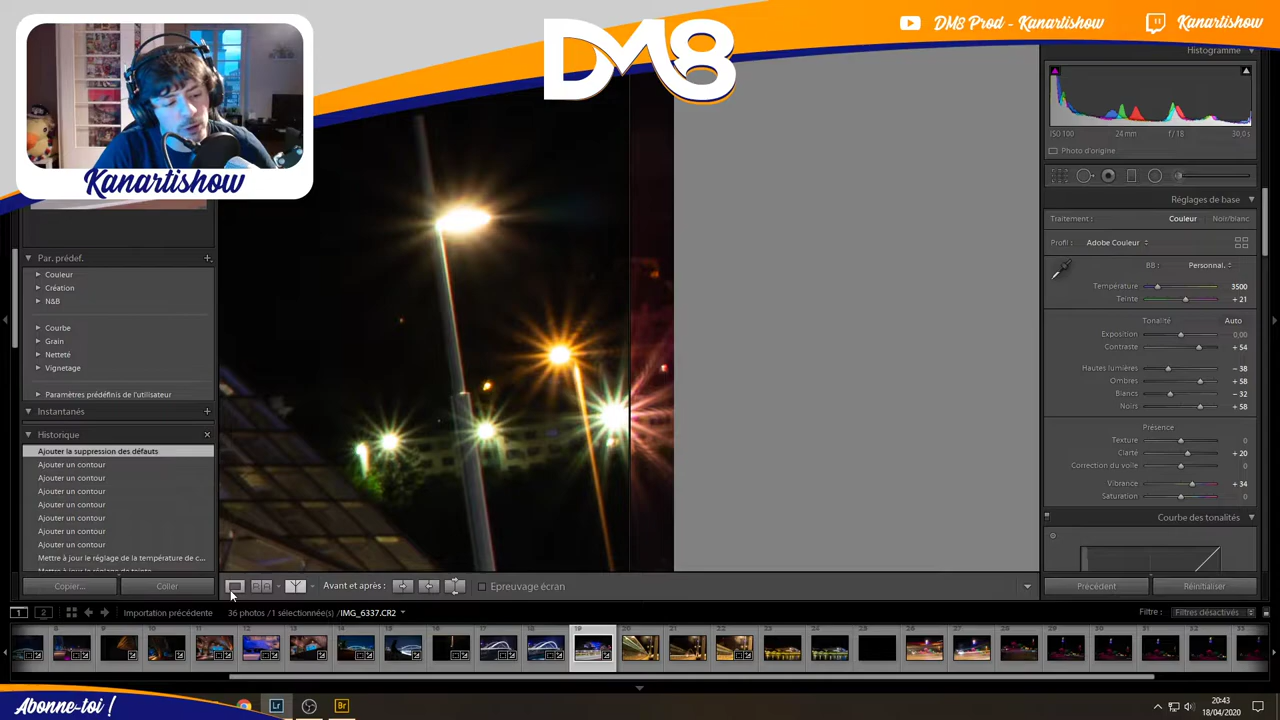 DM8
DM8 Prod - Kanartishow
Kanartishow
Kanartishow
Histogramme
ISO 100 24 mm f / 18 30,0 s
Photo d'origine
Réglages de base
Traitement : Couleur Noir/blanc
Profil : Adobe Couleur
BB : Personnal.
Température 3500
Teinte + 21
Tonalité Auto
Exposition 0,00
Contraste + 54
Hautes lumières − 38
Ombres + 58
Blancs − 32
Noirs + 58
Présence
Texture 0
Clarté + 20
Correction du voile 0
Vibrance + 34
Saturation 0
Courbe des tonalités
Précédent Réinitialiser
Par. prédef.
Couleur
Création
N&B
Courbe
Grain
Netteté
Vignetage
Paramètres prédéfinis de l'utilisateur
Instantanés
Historique
Ajouter la suppression des défauts
Ajouter un contour
Ajouter un contour
Ajouter un contour
Ajouter un contour
Ajouter un contour
Ajouter un contour
Ajouter un contour
Mettre à jour le réglage de la température de c...
Copier... Coller
Avant et après : Epreuvage écran
1 2 Importation précédente 36 photos /1 sélectionnée(s) /IMG_6337.CR2 Filtre : Filtres désactivés
Abonne-toi !
Lr Br
20:43
18/04/2020